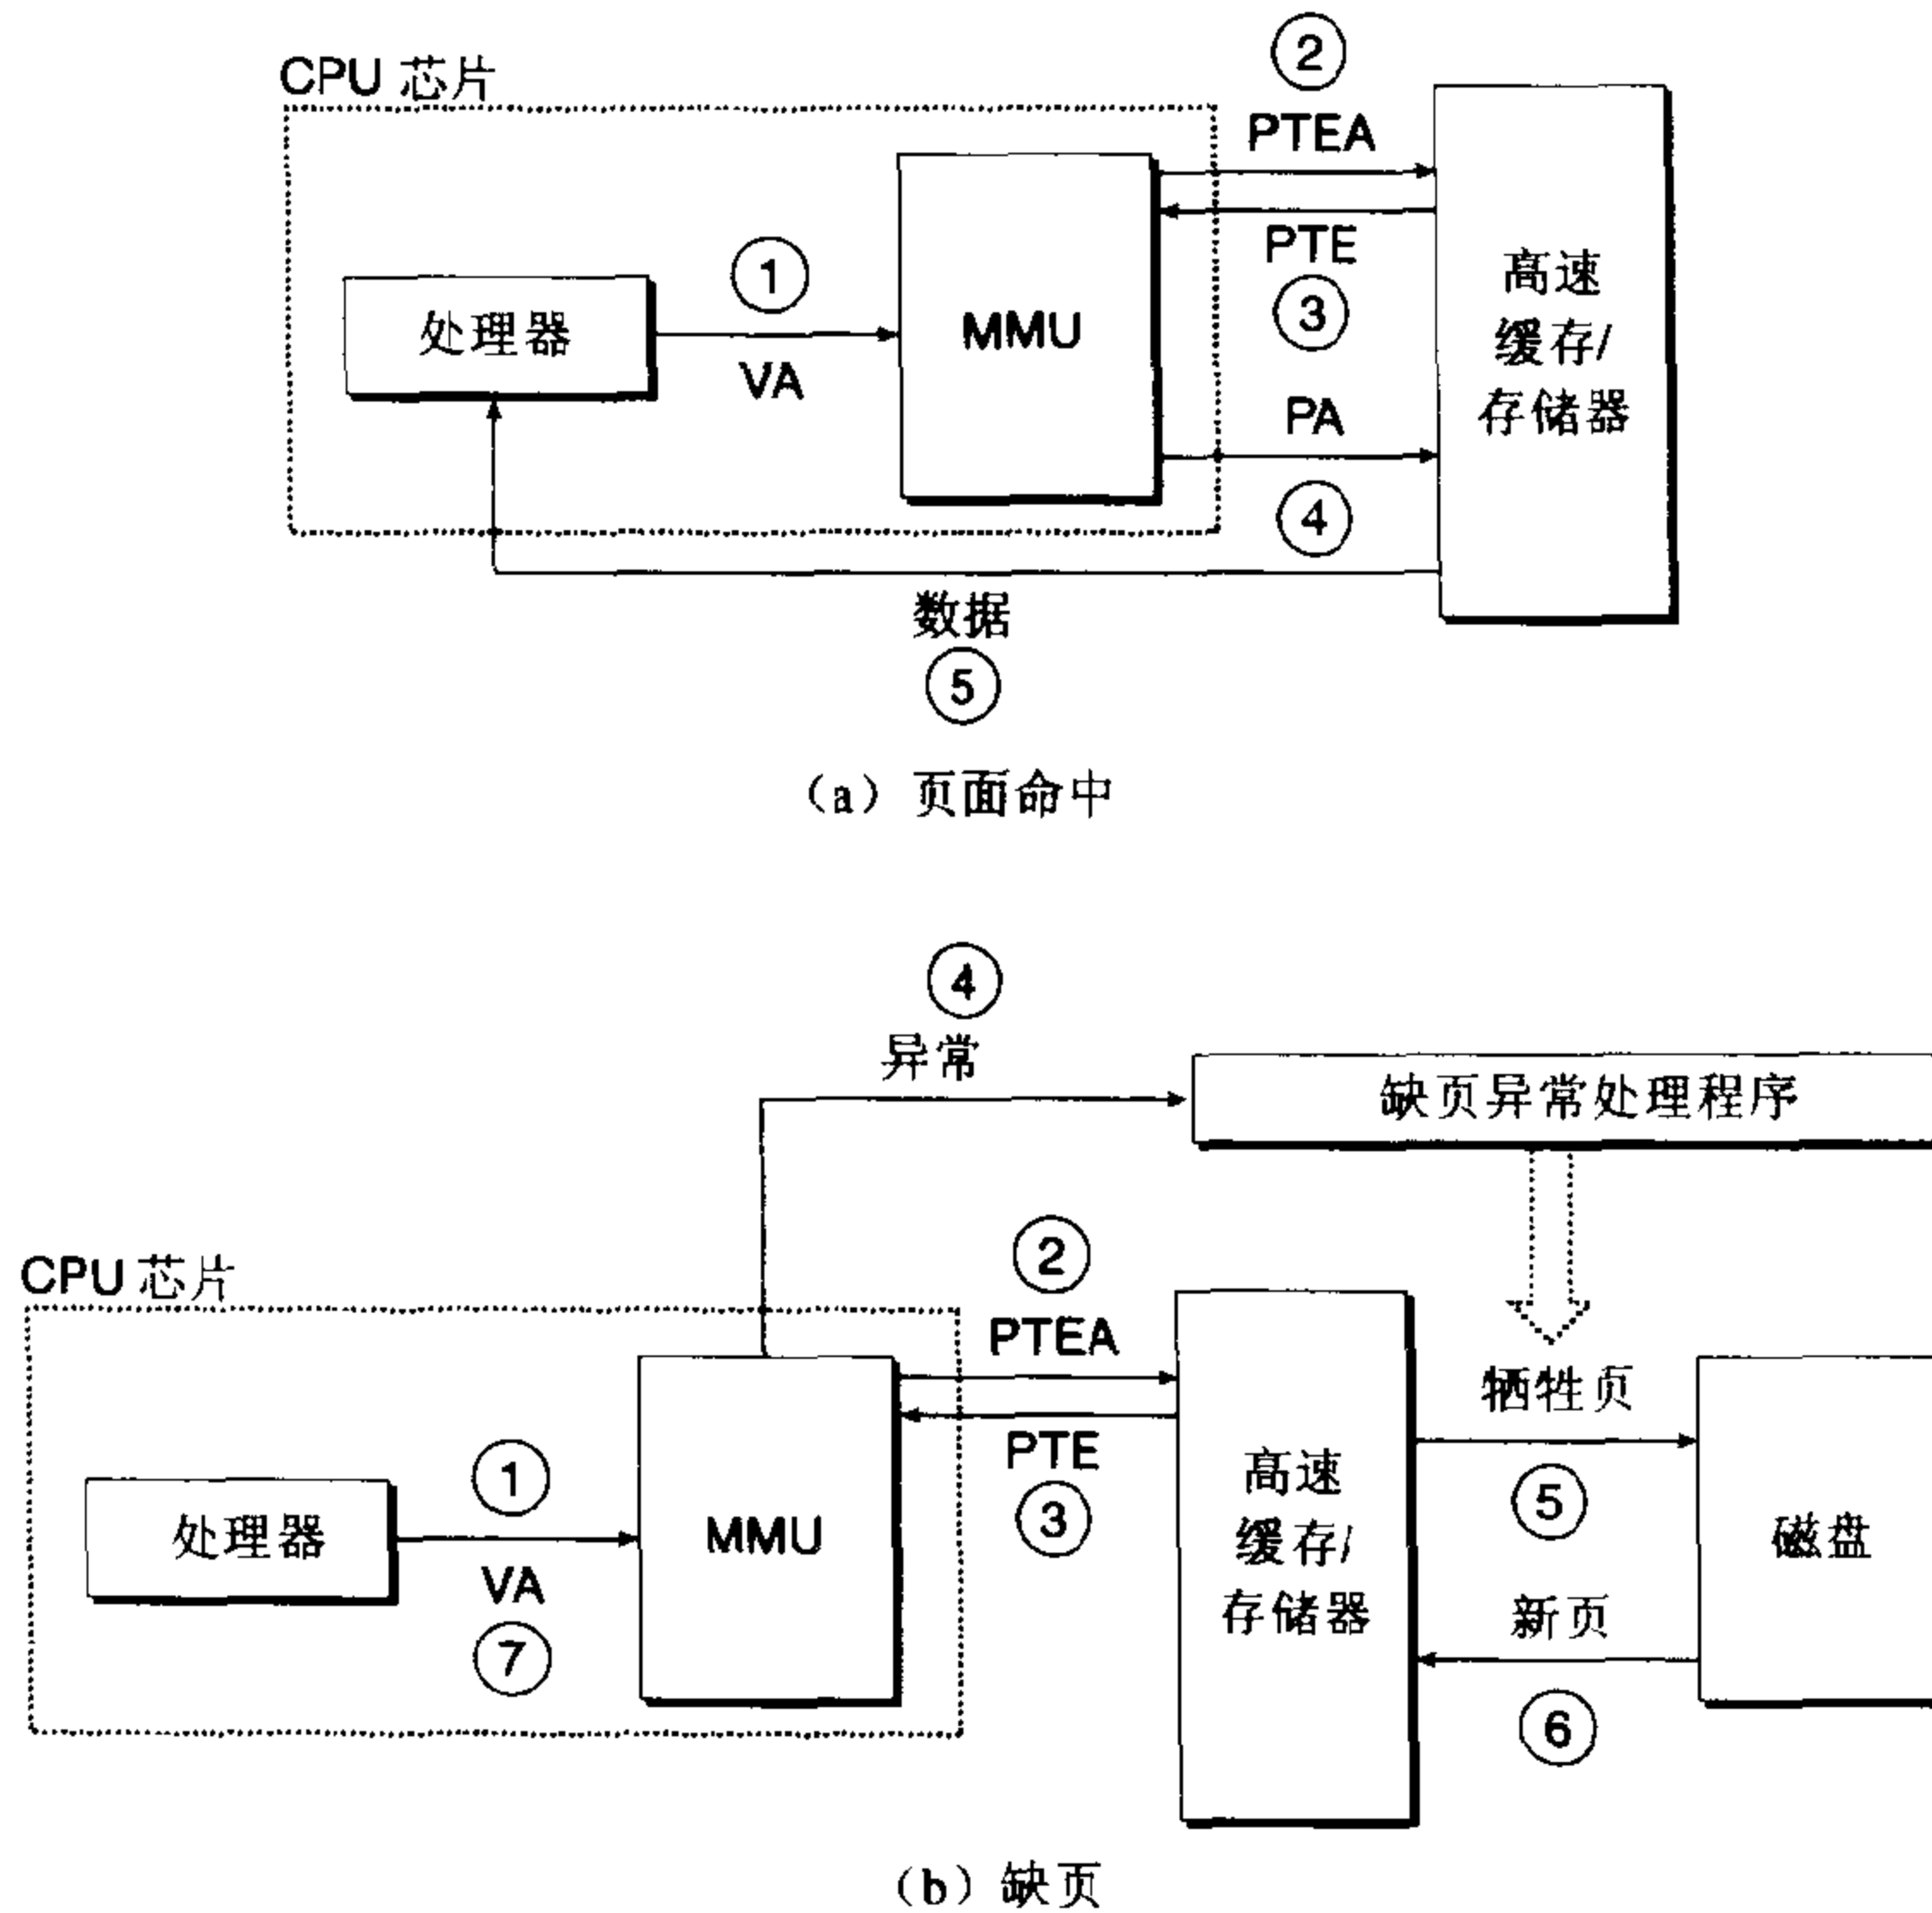 CPU 芯片
②
PTEA
PTE
③
①
处理器
VA
MMU
高速
缓存/
存储器
PA
④
数据
⑤
（a）页面命中
④
异常
缺页异常处理程序
②
CPU 芯片
PTEA
PTE
③
①
处理器
VA
⑦
MMU
高速
缓存/
存储器
牺牲页
⑤
磁盘
新页
⑥
（b）缺页